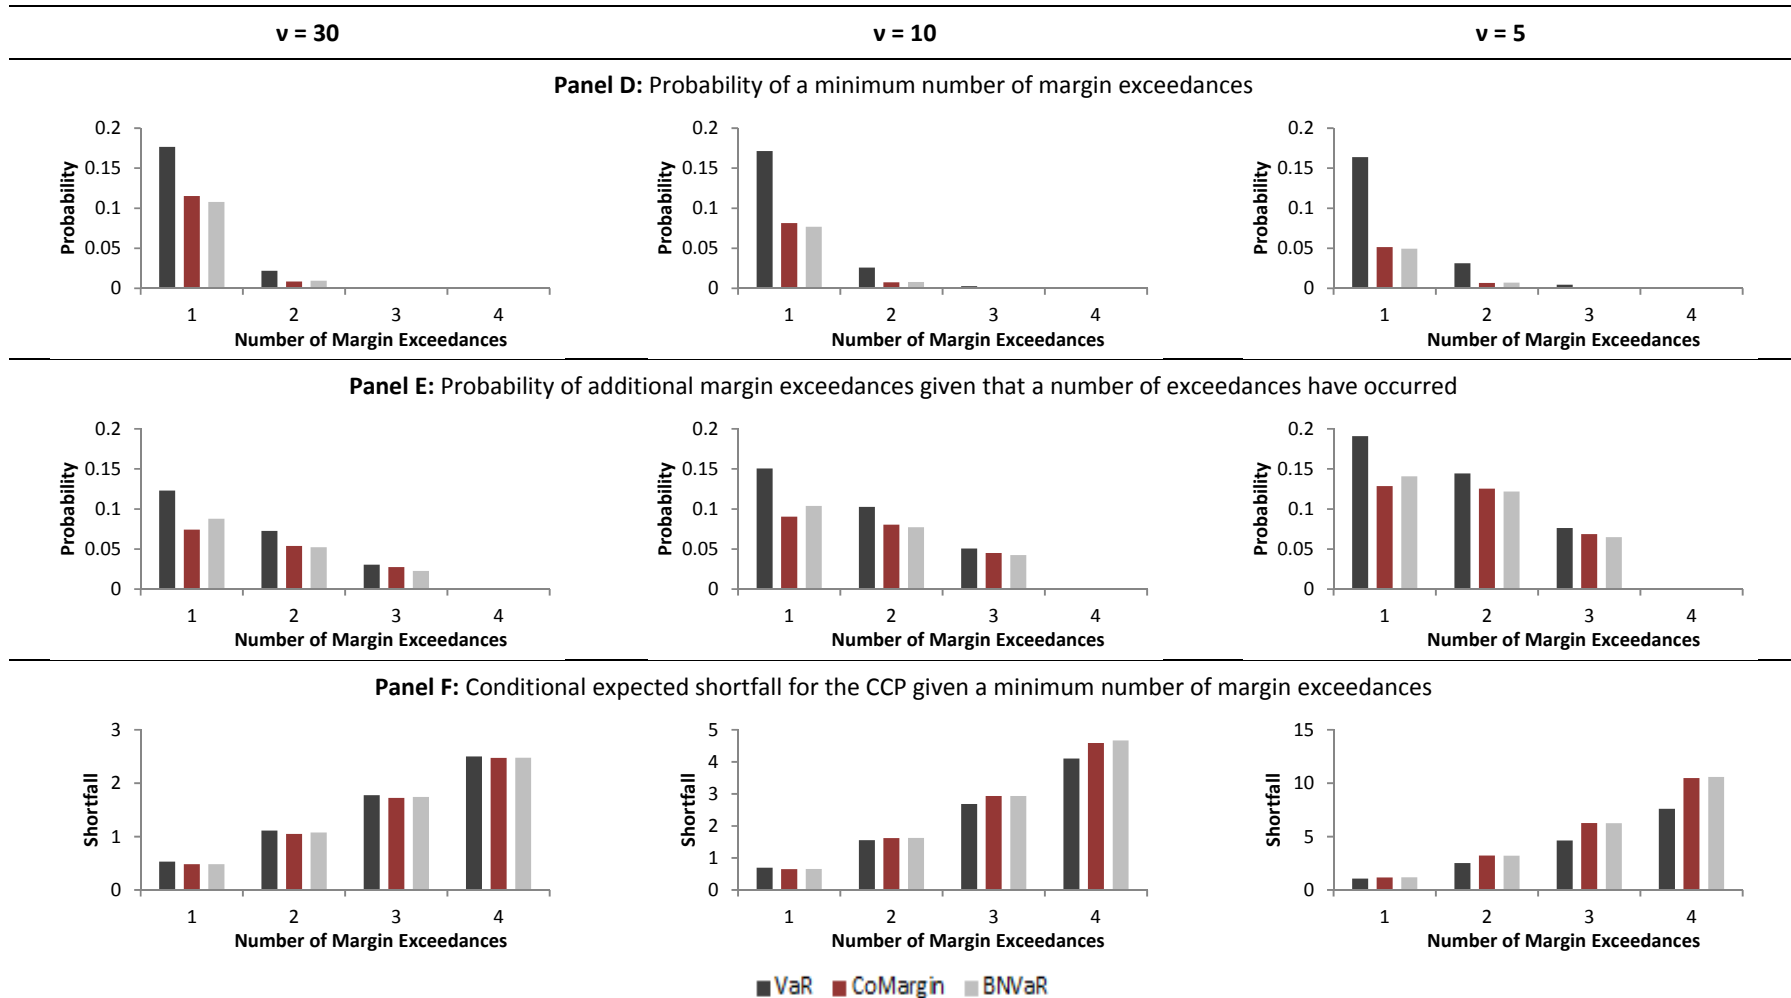 ν = 30 ν = 10 ν = 5
Panel D: Probability of a minimum number of margin exceedances
Probability
0.2
0.15
0.1
0.05
0
1 2 3 4
Number of Margin Exceedances
Probability
0.2
0.15
0.1
0.05
0
1 2 3 4
Number of Margin Exceedances
Probability
0.2
0.15
0.1
0.05
0
1 2 3 4
Number of Margin Exceedances
Panel E: Probability of additional margin exceedances given that a number of exceedances have occurred
Probability
0.2
0.15
0.1
0.05
0
1 2 3 4
Number of Margin Exceedances
Probability
0.2
0.15
0.1
0.05
0
1 2 3 4
Number of Margin Exceedances
Probability
0.2
0.15
0.1
0.05
0
1 2 3 4
Number of Margin Exceedances
Panel F: Conditional expected shortfall for the CCP given a minimum number of margin exceedances
Shortfall
3
2
1
0
1 2 3 4
Number of Margin Exceedances
Shortfall
5
4
3
2
1
0
1 2 3 4
Number of Margin Exceedances
Shortfall
15
10
5
0
1 2 3 4
Number of Margin Exceedances
VaR CoMargin BNVaR